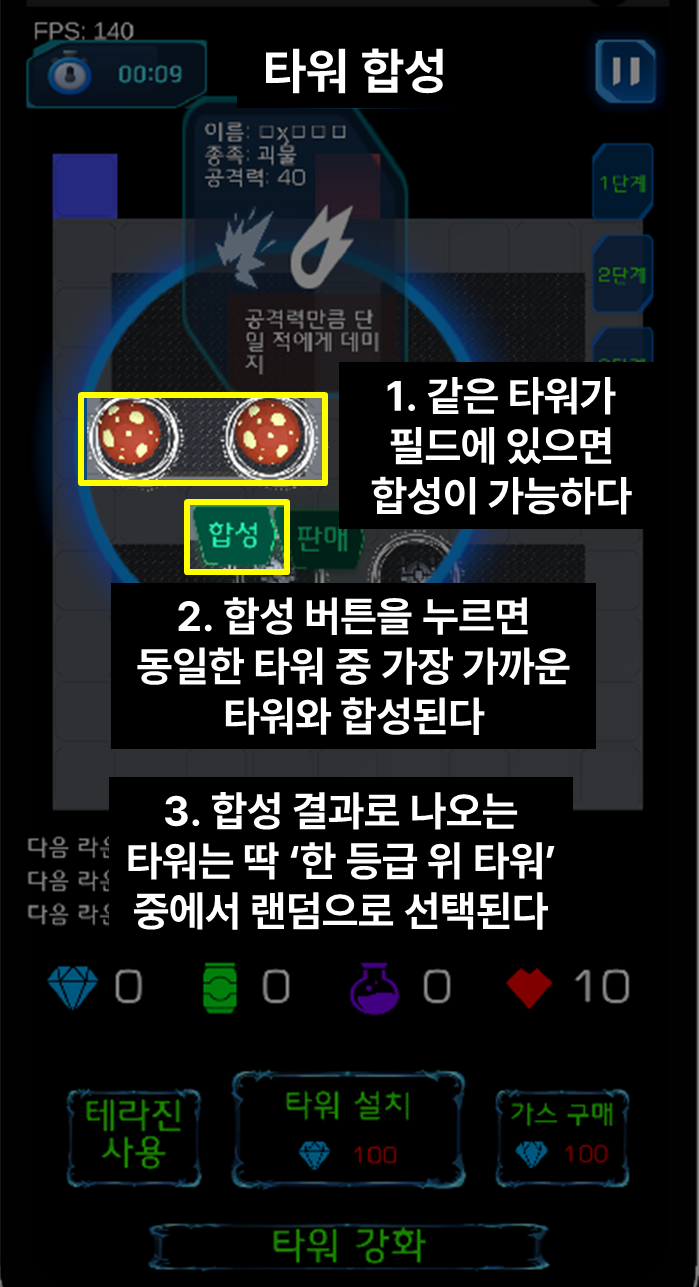 FPS: 140
00:09
타워 합성
이름: □x□ □ □
종족: 괴물
공격력: 40
1단계
2단계
공격력만큼 단
일 적에게 데미
지
1. 같은 타워가
필드에 있으면
합성이 가능하다
합성
판매
2. 합성 버튼을 누르면
동일한 타워 중 가장 가까운
타워와 합성된다
3. 합성 결과로 나오는
타워는 딱 ‘한 등급 위 타워’
중에서 랜덤으로 선택된다
다음
다음
다음
0
0
0
10
테라진
사용
타워 설치
100
가스 구매
100
타워 강화